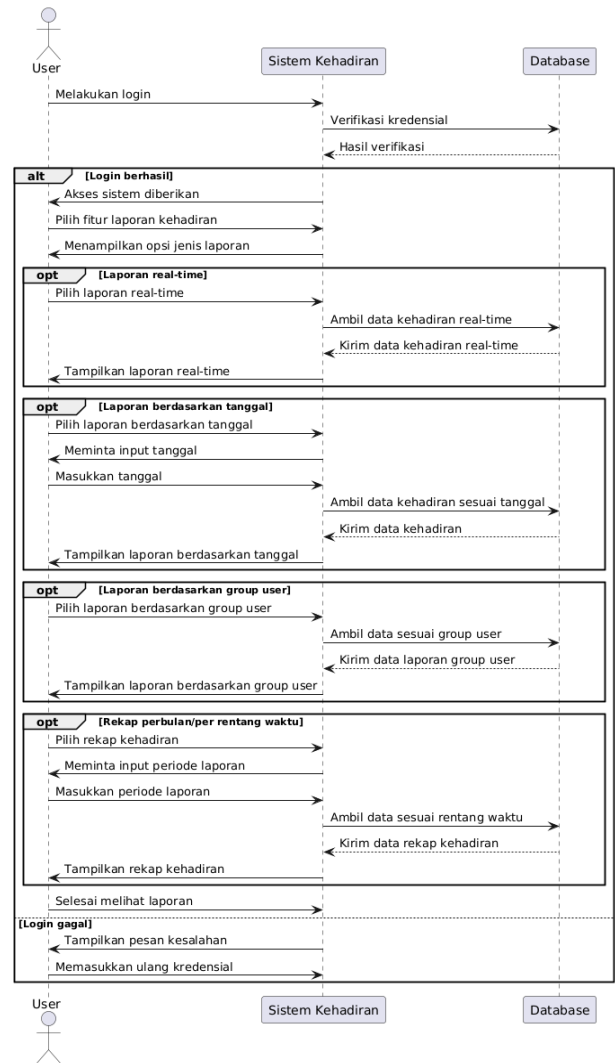 User
Sistem Kehadiran
Database
Melakukan login
Verifikasi kredensial
Hasil verifikasi
alt [Login berhasil]
Akses sistem diberikan
Pilih fitur laporan kehadiran
Menampilkan opsi jenis laporan
opt [Laporan real-time]
Pilih laporan real-time
Ambil data kehadiran real-time
Kirim data kehadiran real-time
Tampilkan laporan real-time
opt [Laporan berdasarkan tanggal]
Pilih laporan berdasarkan tanggal
Meminta input tanggal
Masukkan tanggal
Ambil data kehadiran sesuai tanggal
Kirim data kehadiran
Tampilkan laporan berdasarkan tanggal
opt [Laporan berdasarkan group user]
Pilih laporan berdasarkan group user
Ambil data sesuai group user
Kirim data laporan group user
Tampilkan laporan berdasarkan group user
opt [Rekap perbulan/per rentang waktu]
Pilih rekap kehadiran
Meminta input periode laporan
Masukkan periode laporan
Ambil data sesuai rentang waktu
Kirim data rekap kehadiran
Tampilkan rekap kehadiran
Selesai melihat laporan
[Login gagal]
Tampilkan pesan kesalahan
Memasukkan ulang kredensial
User
Sistem Kehadiran
Database